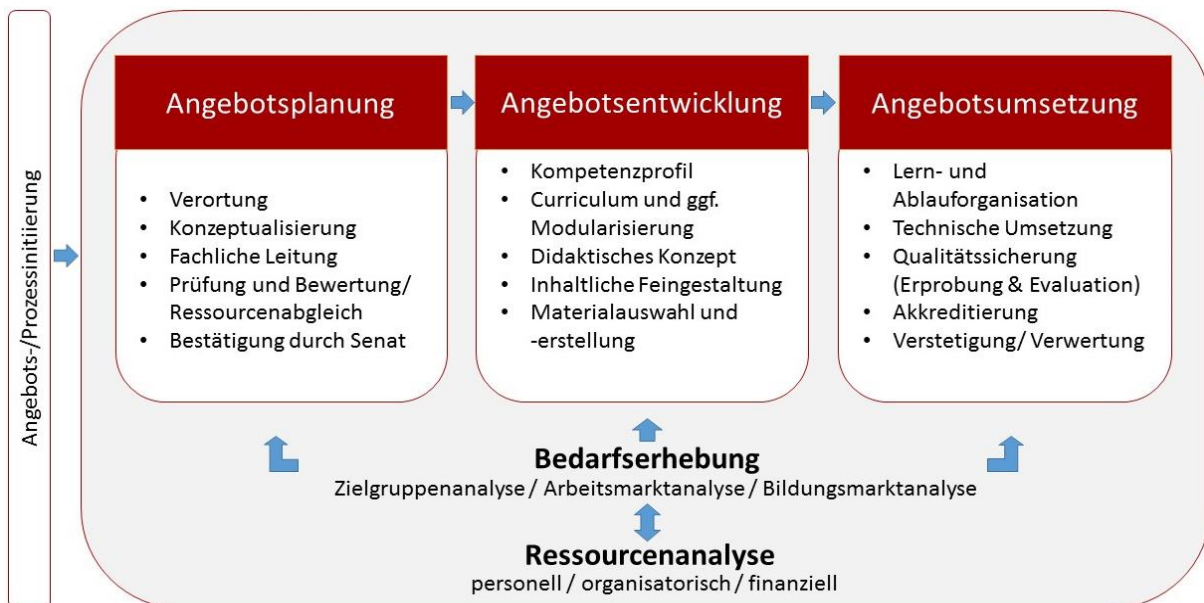 Angebots-/Prozessinitiierung
Angebotsplanung
• Verortung
• Konzeptualisierung
• Fachliche Leitung
• Prüfung und Bewertung/
Ressourcenabgleich
• Bestätigung durch Senat
Angebotsentwicklung
• Kompetenzprofil
• Curriculum und ggf.
Modularisierung
• Didaktisches Konzept
• Inhaltliche Feingestaltung
• Materialauswahl und
-erstellung
Angebotsumsetzung
• Lern- und
Ablauforganisation
• Technische Umsetzung
• Qualitätssicherung
(Erprobung & Evaluation)
• Akkreditierung
• Verstetigung/ Verwertung
Bedarfserhebung
Zielgruppenanalyse / Arbeitsmarktanalyse / Bildungsmarktanalyse
Ressourcenanalyse
personell / organisatorisch / finanziell